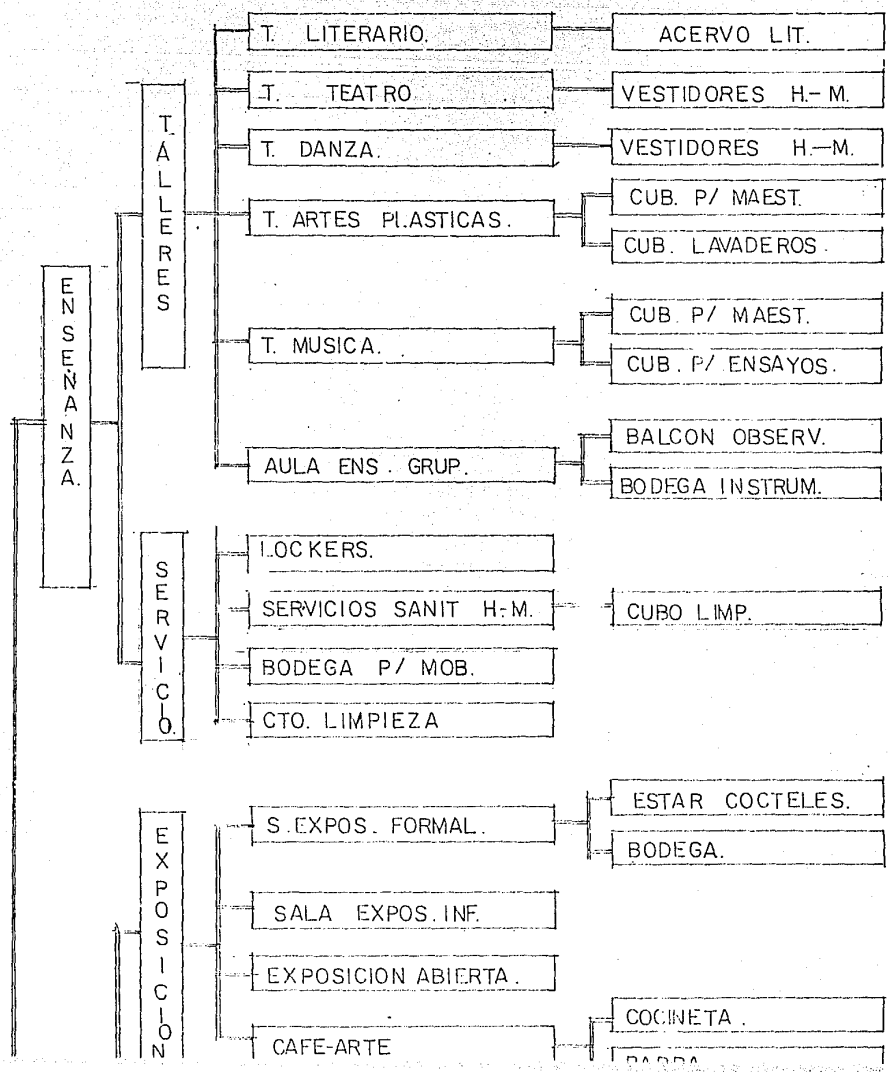 ENSEÑANZA.
TÁLLERES
T. LITERARIO.
ACERVO LIT.
T. TEATRO
VESTIDORES H.-M.
T. DANZA.
VESTIDORES H.-M.
T. ARTES PLASTICAS.
CUB. P/ MAEST.
CUB. LAVADEROS.
T. MUSICA.
CUB. P/ MAEST.
CUB. P/ ENSAYOS.
AULA ENS. GRUP.
BALCON OBSERV.
BODEGA INSTRUM.
SERVICIO.
LOCKERS.
SERVICIOS SANIT H-M.
CUBO LIMP.
BODEGA P/ MOB.
CTO. LIMPIEZA
EXPOSICION
S. EXPOS. FORMAL.
ESTAR COCTELES.
BODEGA.
SALA EXPOS. INF.
EXPOSICION ABIERTA.
CAFE-ARTE
COCINETA.